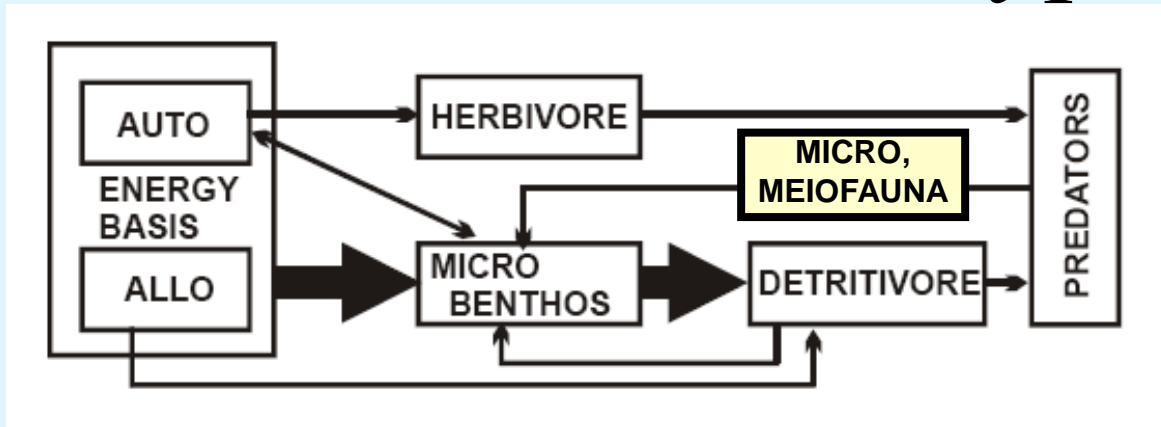 AUTO
ENERGY
BASIS
ALLO
HERBIVORE
MICRO,
MEIOFAUNA
MICRO
BENTHOS
DETRITIVORE
PREDATORS